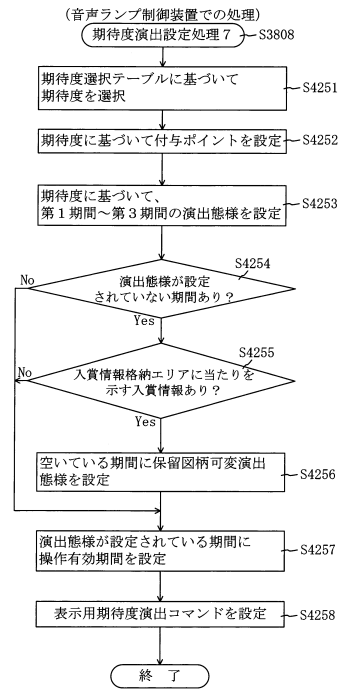 (音声ランプ制御装置での処理)
期待度演出設定処理7
S3808
期待度選択テーブルに基づいて
期待度を選択
S4251
期待度に基づいて付与ポイントを設定
S4252
期待度に基づいて、
第1期間～第3期間の演出態様を設定
S4253
S4254
演出態様が設定
されていない期間あり?
No
Yes
S4255
入賞情報格納エリアに当たりを
示す入賞情報あり?
No
Yes
空いている期間に保留図柄可変演出
態様を設定
S4256
演出態様が設定されている期間に
操作有効期間を設定
S4257
表示用期待度演出コマンドを設定
S4258
終 了